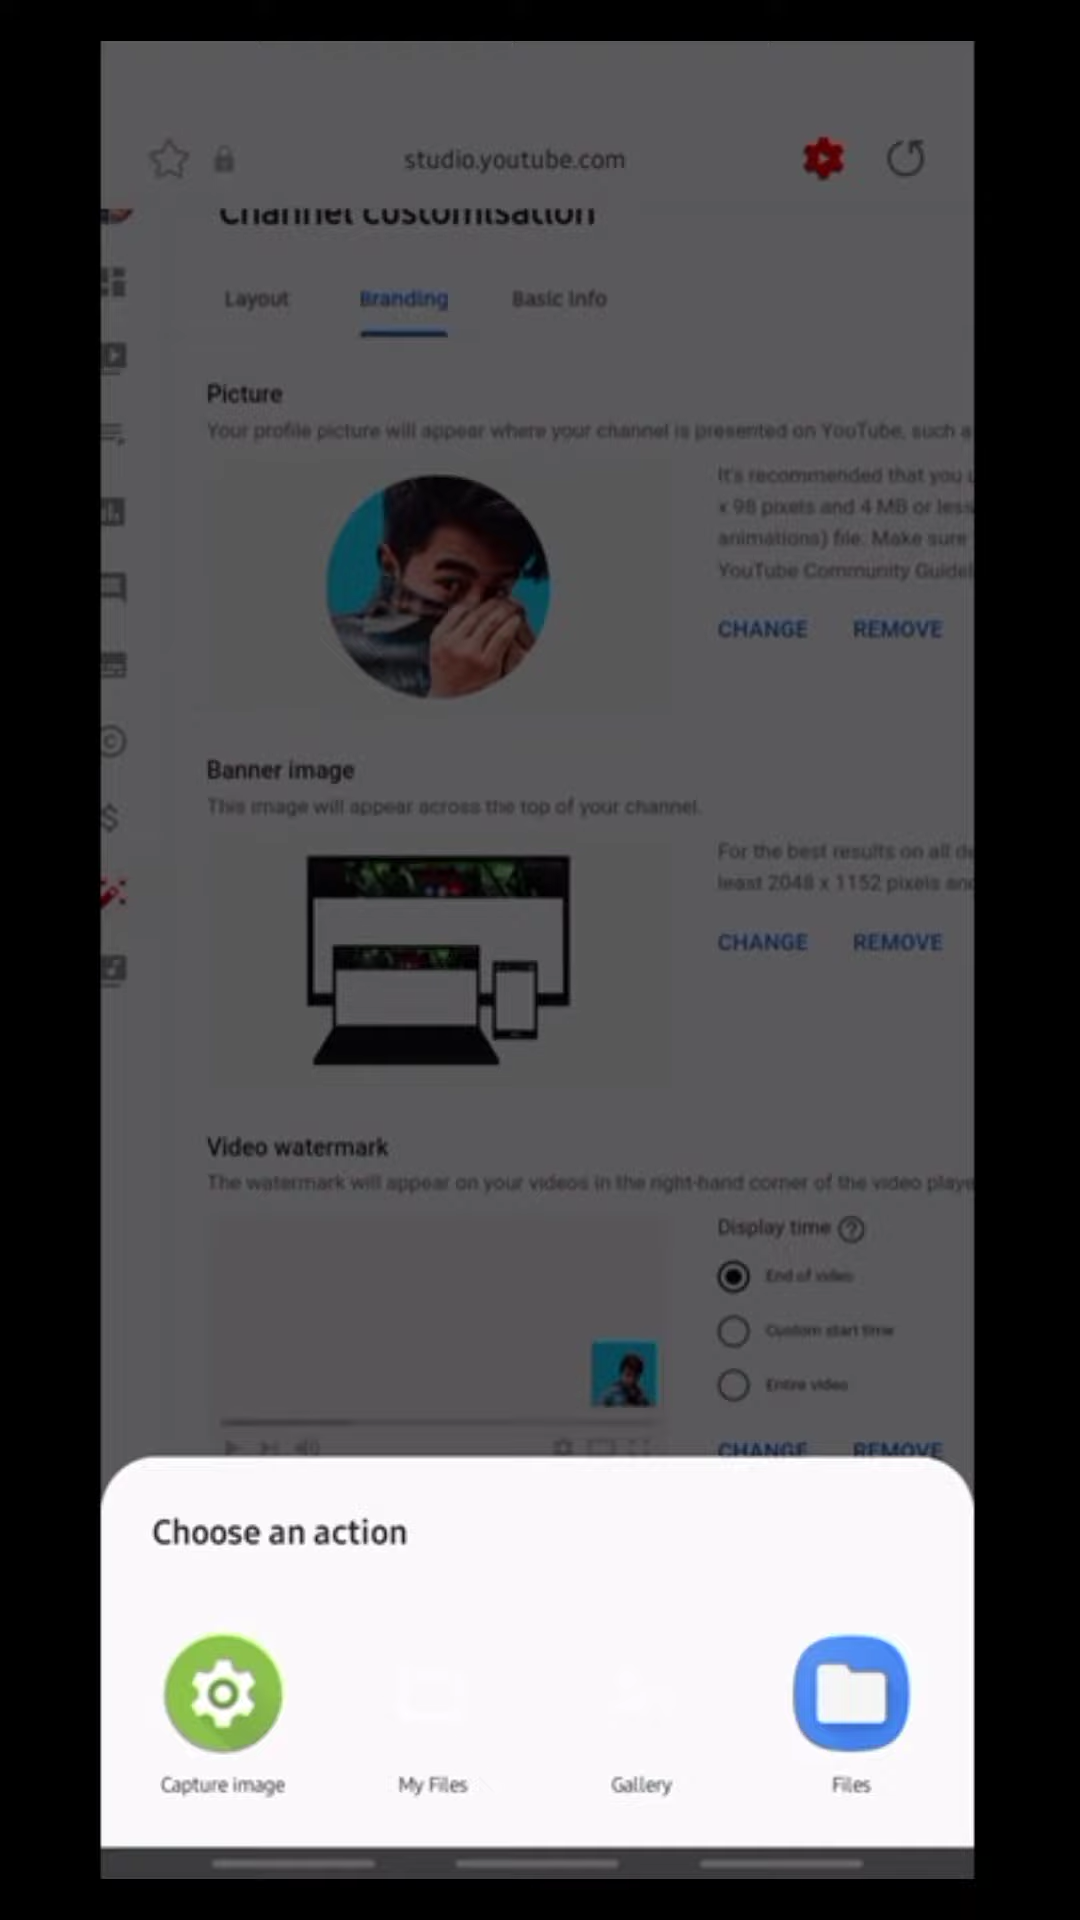 studio.youtube.com
Channel customisation
Layout Branding Basic info
Picture
Your profile picture will appear where your channel is presented on YouTube, such a
It's recommended that you
x 98 pixels and 4 MB or less
animations) file. Make sure
YouTube Community Guidel
CHANGE REMOVE
Banner image
This image will appear across the top of your channel.
For the best results on all de
least 2048 x 1152 pixels and
CHANGE REMOVE
Video watermark
The watermark will appear on your videos in the right-hand corner of the video playe
Display time ?
End of video
Custom start time
Entire video
CHANGE REMOVE
Choose an action
Capture image My Files Gallery Files